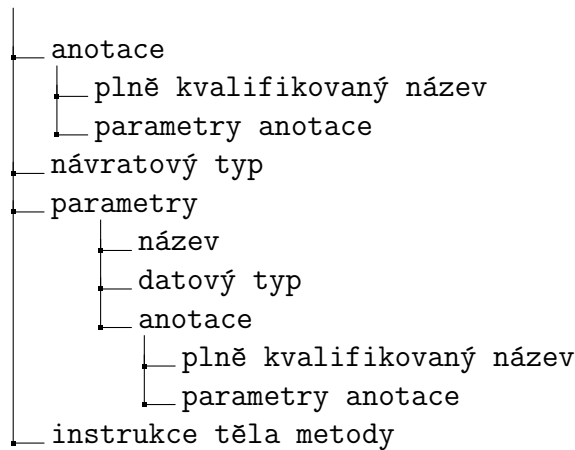 anotace
plně kvalifikovaný název
parametry anotace
návratový typ
parametry
název
datový typ
anotace
plně kvalifikovaný název
parametry anotace
instrukce těla metody